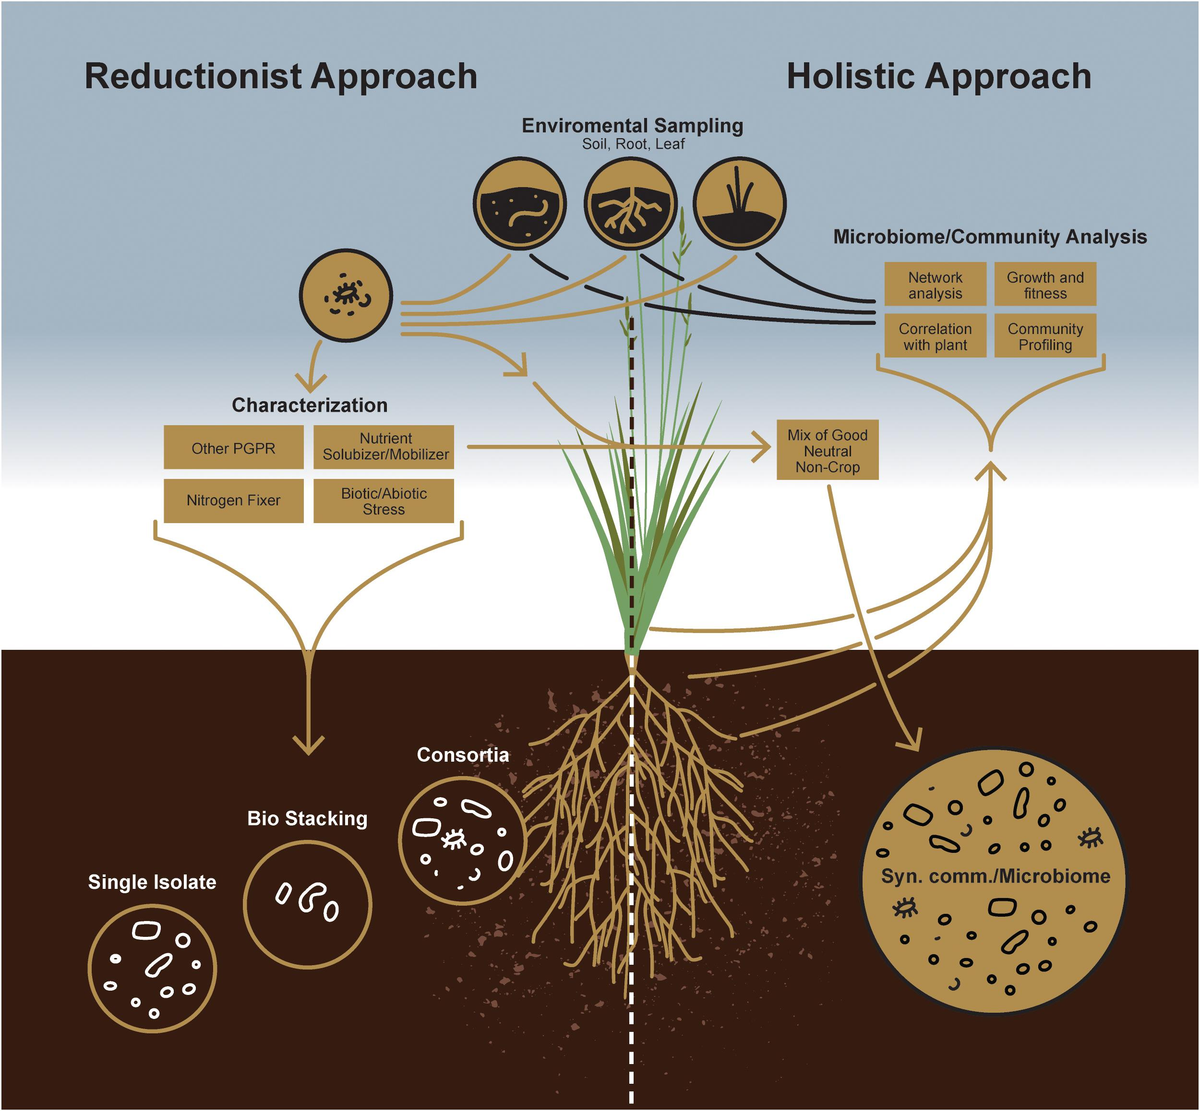 Reductionist Approach
Holistic Approach
Enviromental Sampling
Soil, Root, Leaf
Microbiome/Community Analysis
Network
analysis
Growth and
fitness
Correlation
with plant
Community
Profiling
Characterization
Other PGPR
Nutrient
Solubizer/Mobilizer
Nitrogen Fixer
Biotic/Abiotic
Stress
Mix of Good
Neutral
Non-Crop
Consortia
Bio Stacking
Single Isolate
Syn. comm./Microbiome